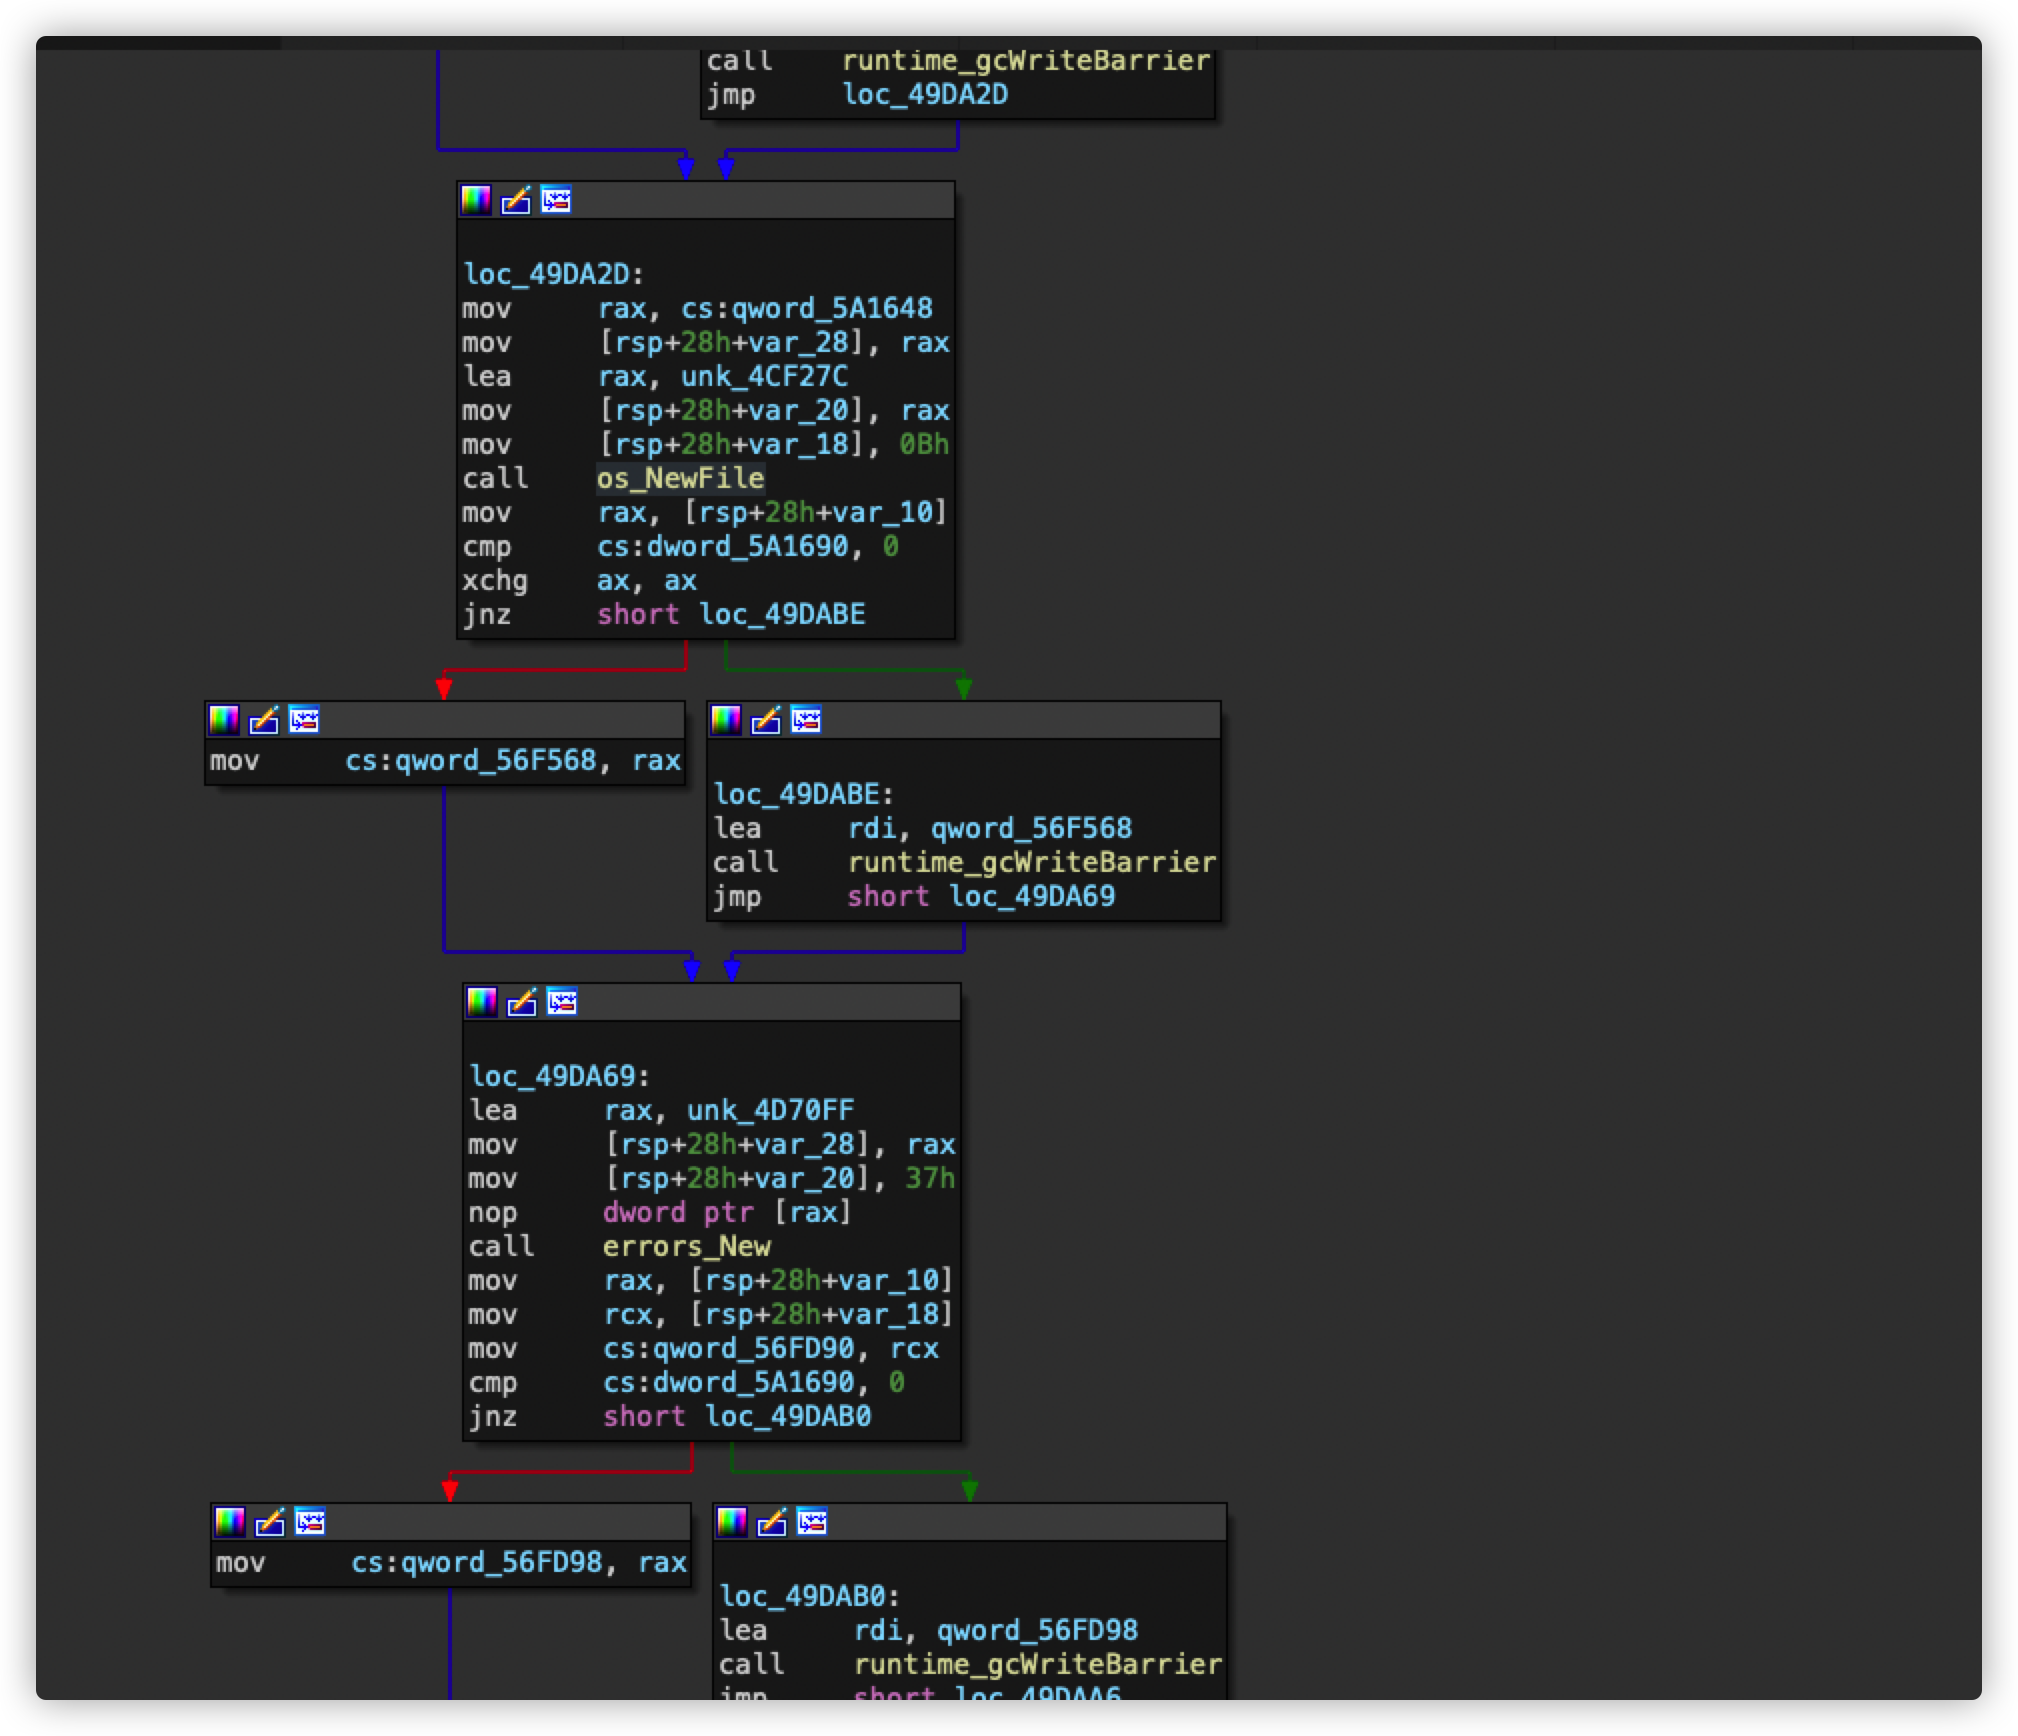 call runtime_gcWriteBarrier
jmp loc_49DA2D
loc_49DA2D:
mov rax, cs:qword_5A1648
mov [rsp+28h+var_28], rax
lea rax, unk_4CF27C
mov [rsp+28h+var_20], rax
mov [rsp+28h+var_18], 0Bh
call os_NewFile
mov rax, [rsp+28h+var_10]
cmp cs:dword_5A1690, 0
xchg ax, ax
jnz short loc_49DABE
mov cs:qword_56F568, rax
loc_49DABE:
lea rdi, qword_56F568
call runtime_gcWriteBarrier
jmp short loc_49DA69
loc_49DA69:
lea rax, unk_4D70FF
mov [rsp+28h+var_28], rax
mov [rsp+28h+var_20], 37h
nop dword ptr [rax]
call errors_New
mov rax, [rsp+28h+var_10]
mov rcx, [rsp+28h+var_18]
mov cs:qword_56FD90, rcx
cmp cs:dword_5A1690, 0
jnz short loc_49DAB0
mov cs:qword_56FD98, rax
loc_49DAB0:
lea rdi, qword_56FD98
call runtime_gcWriteBarrier
jmp short loc_49DAA6